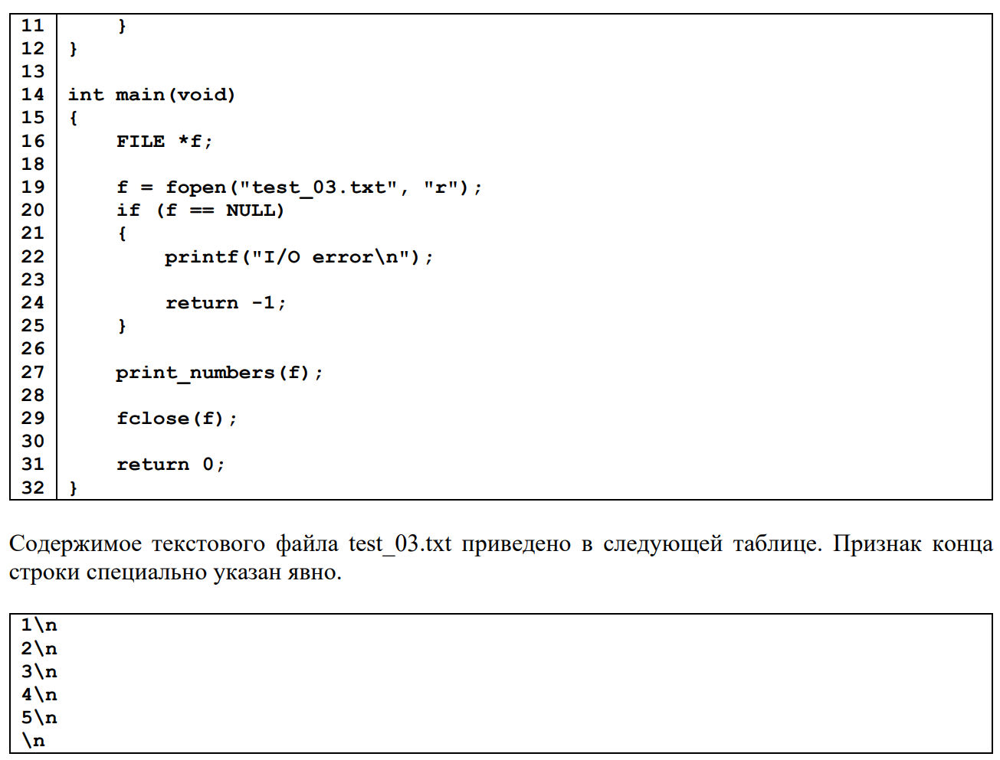 11     }
12 }
13
14 int main(void)
15 {
16     FILE *f;
18
19     f = fopen("test_03.txt", "r");
20     if (f == NULL)
21     {
22         printf("I/O error\n");
23
24         return -1;
25     }
26
27     print_numbers(f);
28
29     fclose(f);
30
31     return 0;
32 }
Содержимое текстового файла test_03.txt приведено в следующей таблице. Признак конца
строки специально указан явно.
1\n
2\n
3\n
4\n
5\n
\n